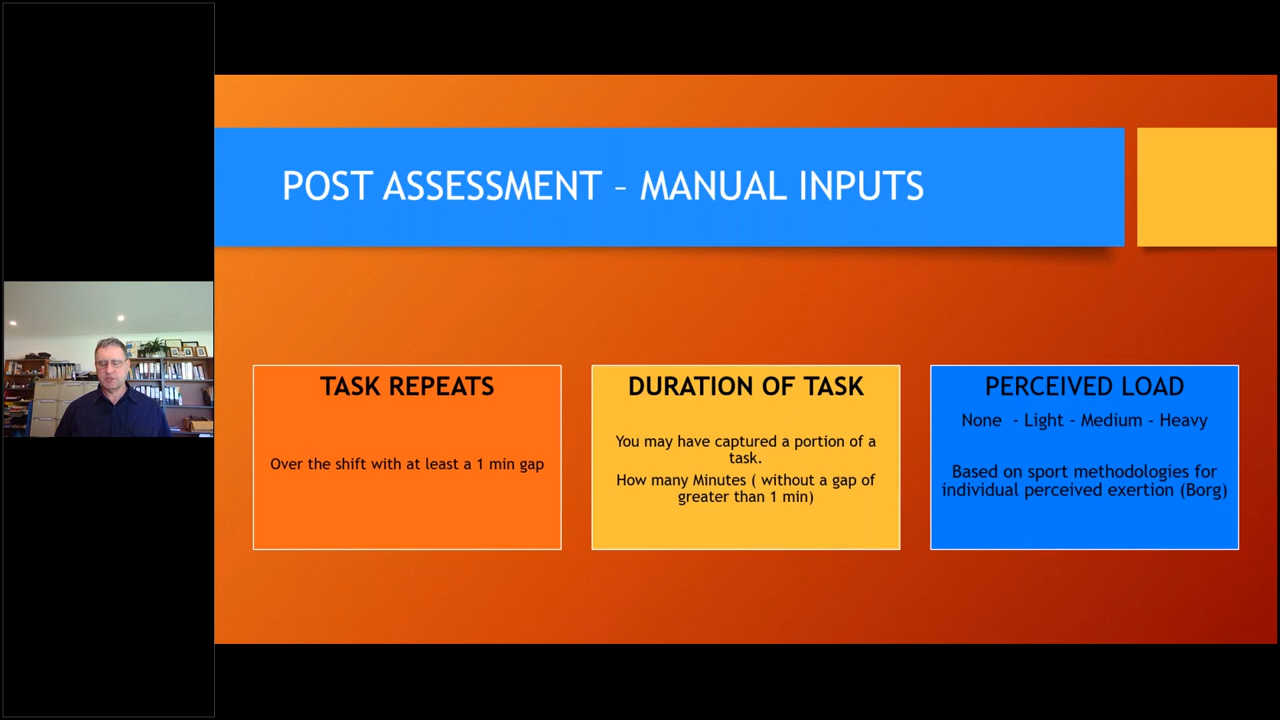 POST ASSESSMENT – MANUAL INPUTS
TASK REPEATS
Over the shift with at least a 1 min gap
DURATION OF TASK
You may have captured a portion of a
task.
How many Minutes ( without a gap of
greater than 1 min)
PERCEIVED LOAD
None  - Light - Medium - Heavy
Based on sport methodologies for
individual perceived exertion (Borg)